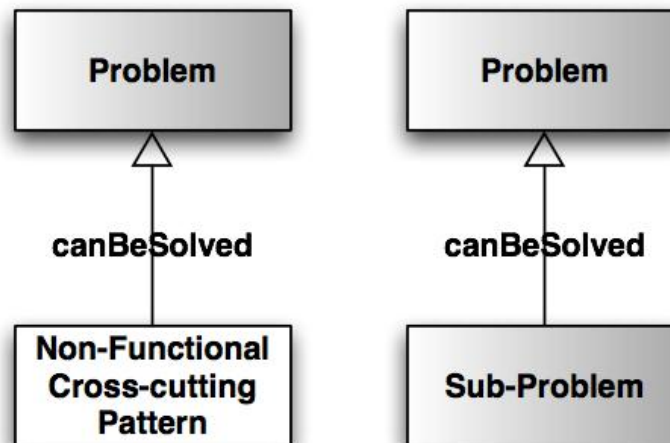 Problem
Problem
canBeSolved
canBeSolved
Non-Functional
Cross-cutting
Pattern
Sub-Problem